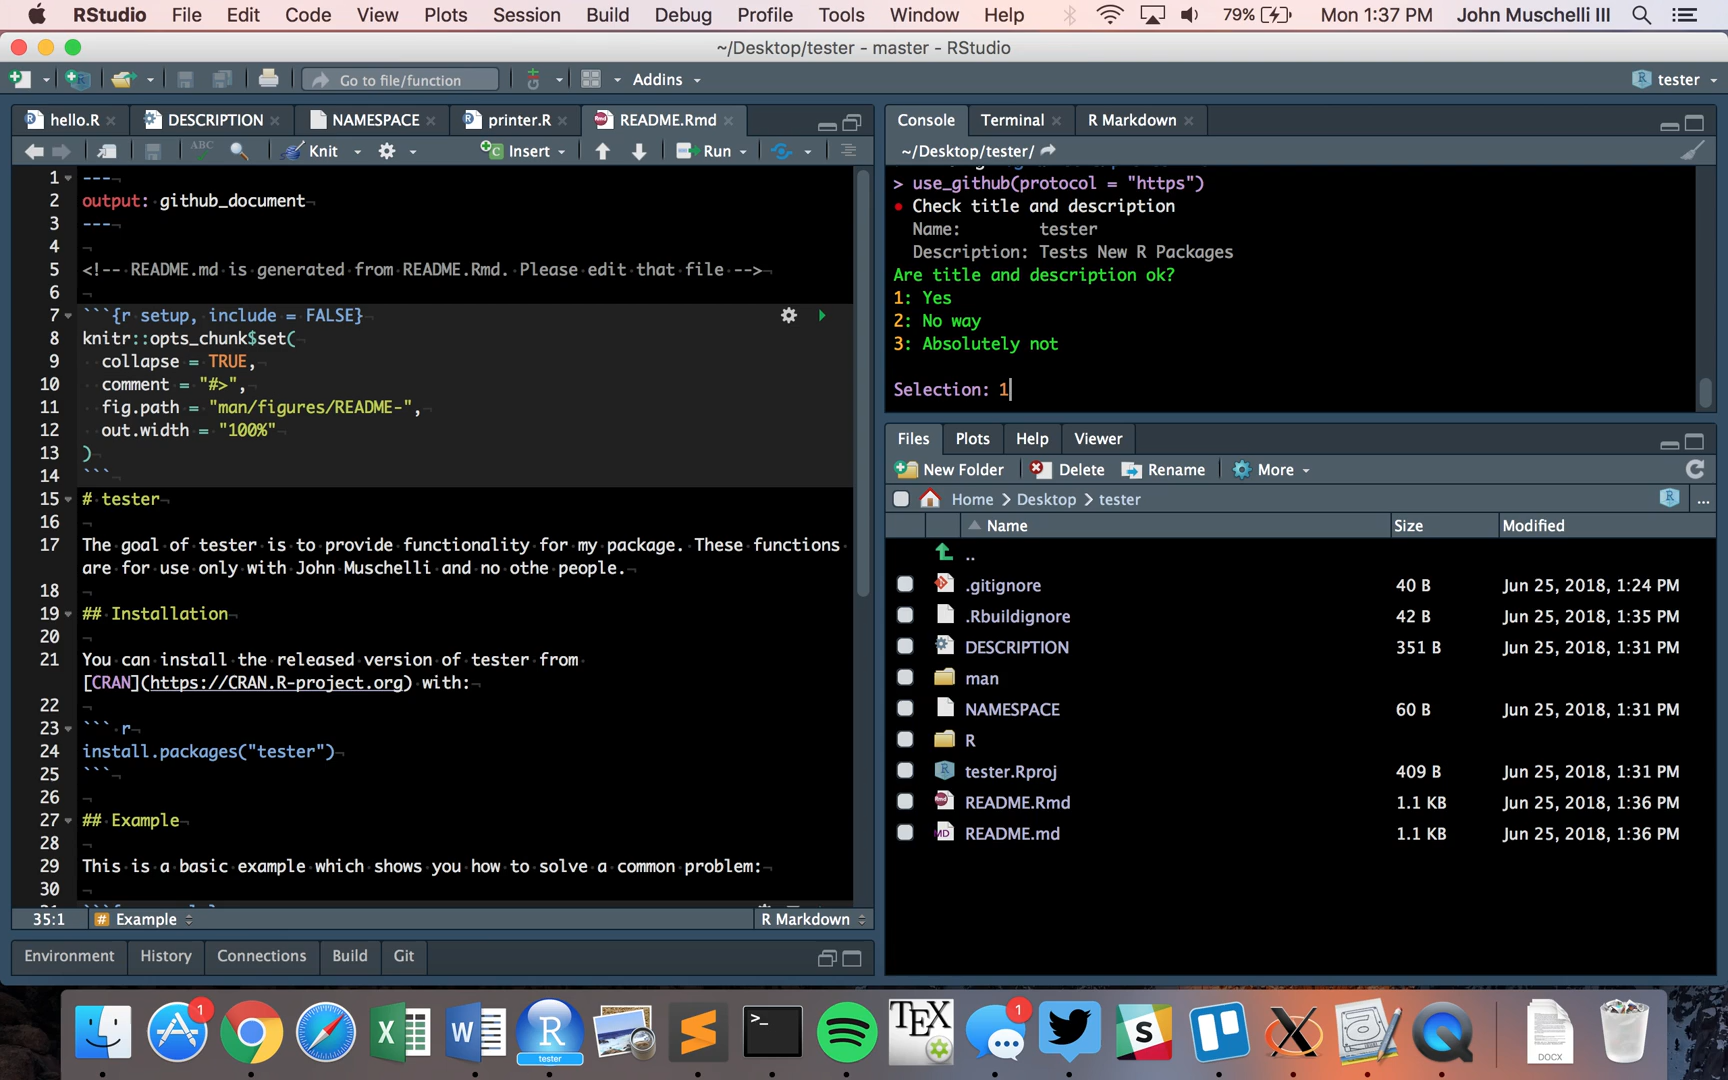 RStudio File Edit Code View Plots Session Build Debug Profile Tools Window Help 79% Mon 1:37 PM John Muschelli III
~/Desktop/tester - master - RStudio
Go to file/function Addins tester
hello.R DESCRIPTION NAMESPACE printer.R README.Rmd
ABC Knit Insert Run
1 ---
2 output: github_document
3 ---
4
5 <!-- README.md is generated from README.Rmd. Please edit that file -->
6
7 ```{r setup, include = FALSE}
8 knitr::opts_chunk$set(
9 collapse = TRUE,
10 comment = "#>",
11 fig.path = "man/figures/README-",
12 out.width = "100%"
13 )
14 ```
15 # tester
16
17 The goal of tester is to provide functionality for my package. These functions
are for use only with John Muschelli and no othe people.
18
19 ## Installation
20
21 You can install the released version of tester from
[CRAN](https://CRAN.R-project.org) with:
22
23 ``` r
24 install.packages("tester")
25 ```
26
27 ## Example
28
29 This is a basic example which shows you how to solve a common problem:
30
35:1 # Example R Markdown
Environment History Connections Build Git
Console Terminal R Markdown
~/Desktop/tester/
> use_github(protocol = "https")
● Check title and description
Name: tester
Description: Tests New R Packages
Are title and description ok?
1: Yes
2: No way
3: Absolutely not
Selection: 1
Files Plots Help Viewer
New Folder Delete Rename More
Home > Desktop > tester ...
Name Size Modified
..
.gitignore 40 B Jun 25, 2018, 1:24 PM
.Rbuildignore 42 B Jun 25, 2018, 1:35 PM
DESCRIPTION 351 B Jun 25, 2018, 1:31 PM
man
NAMESPACE 60 B Jun 25, 2018, 1:31 PM
R
tester.Rproj 409 B Jun 25, 2018, 1:31 PM
README.Rmd 1.1 KB Jun 25, 2018, 1:36 PM
README.md 1.1 KB Jun 25, 2018, 1:36 PM
1 X W R tester >_ TEX 1 S X DOCX